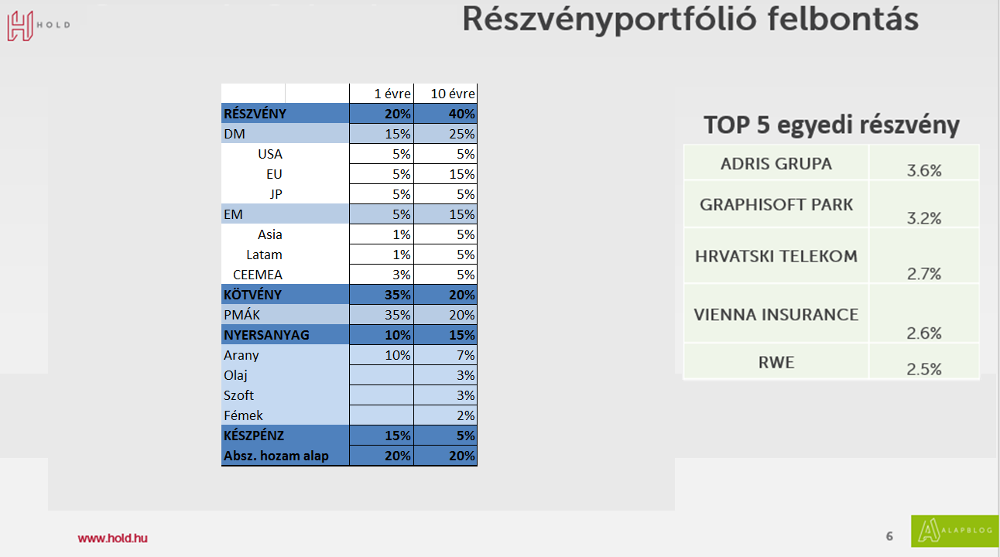 HOLD
Részvényportfólió felbontás
1 évre 10 évre
RÉSZVÉNY 20% 40%
DM 15% 25%
USA 5% 5%
EU 5% 15%
JP 5% 5%
EM 5% 15%
Asia 1% 5%
Latam 1% 5%
CEEMEA 3% 5%
KÖTVÉNY 35% 20%
PMÁK 35% 20%
NYERSANYAG 10% 15%
Arany 10% 7%
Olaj 3%
Szoft 3%
Fémek 2%
KÉSZPÉNZ 15% 5%
Absz. hozam alap 20% 20%
TOP 5 egyedi részvény
ADRIS GRUPA 3.6%
GRAPHISOFT PARK 3.2%
HRVATSKI TELEKOM 2.7%
VIENNA INSURANCE 2.6%
RWE 2.5%
www.hold.hu
6
ALAPBLOG